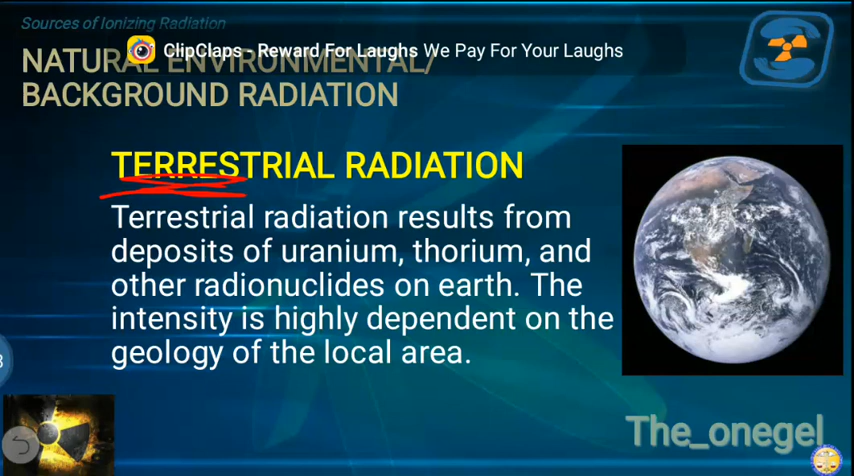 Sources of Ionizing Radiation
ClipClaps - Reward For Laughs We Pay For Your Laughs
NATURAL ENVIRONMENTAL/
BACKGROUND RADIATION
TERRESTRIAL RADIATION
Terrestrial radiation results from
deposits of uranium, thorium, and
other radionuclides on earth. The
intensity is highly dependent on the
geology of the local area.
The_onegel